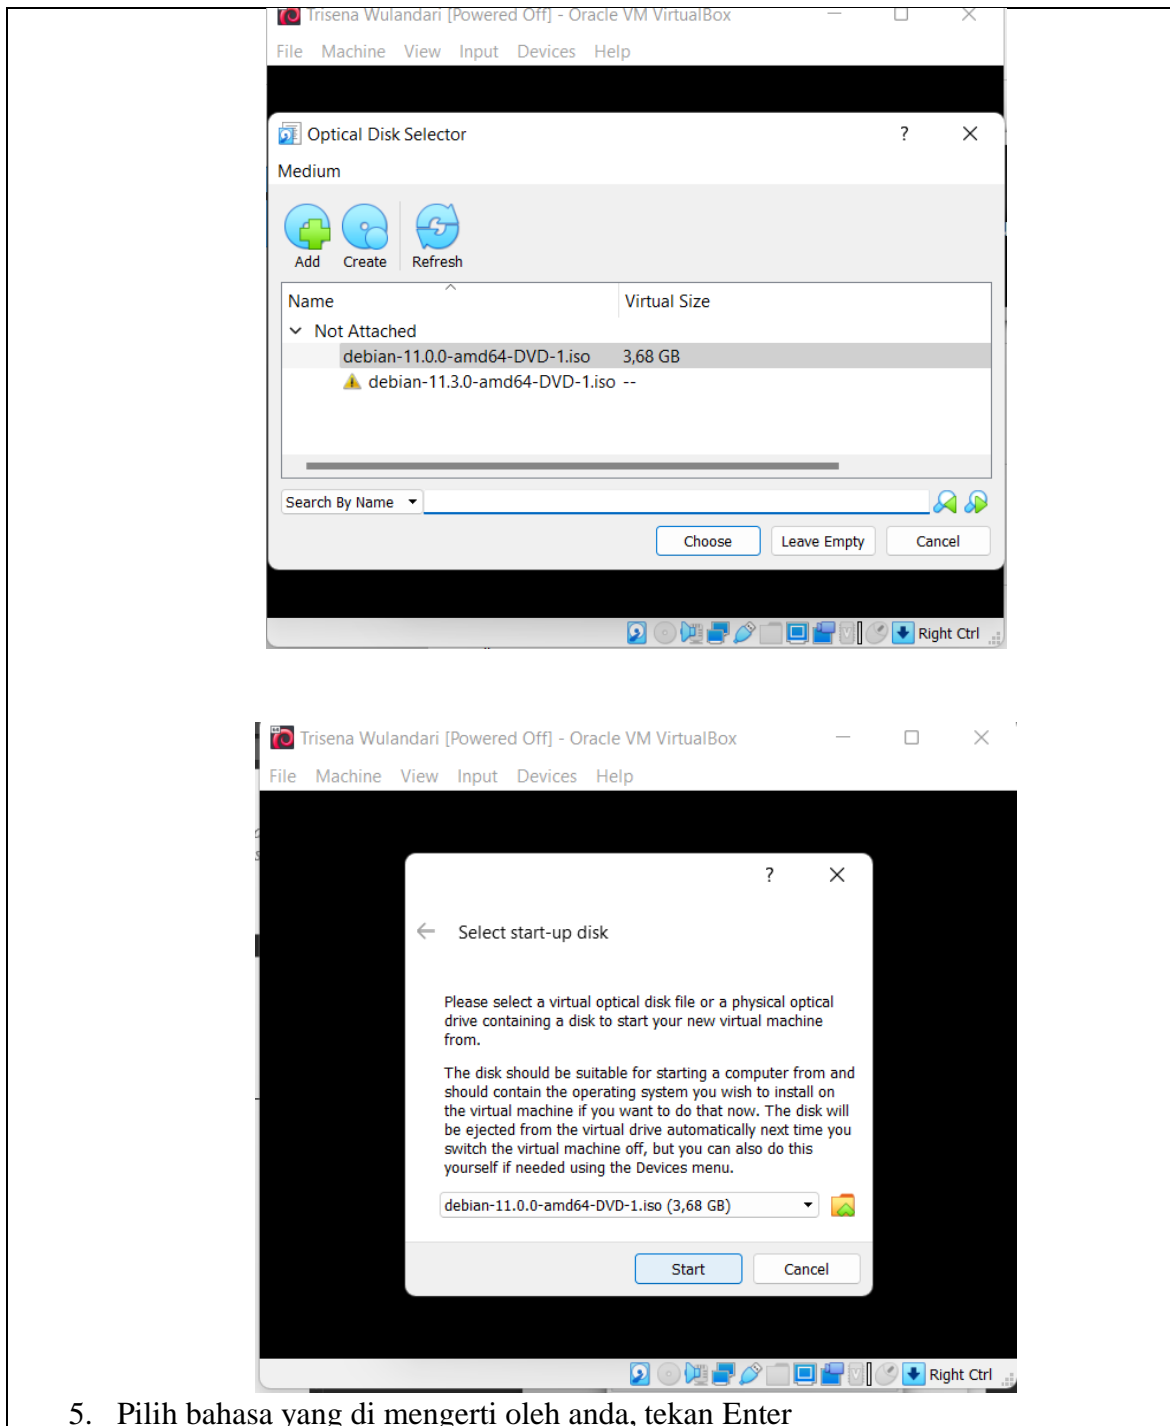 Trisena Wulandari [Powered Off] - Oracle VM VirtualBox
File Machine View Input Devices Help
Optical Disk Selector
Medium
Add Create Refresh
Name Virtual Size
Not Attached
debian-11.0.0-amd64-DVD-1.iso 3,68 GB
debian-11.3.0-amd64-DVD-1.iso --
Search By Name
Choose Leave Empty Cancel
Right Ctrl
Trisena Wulandari [Powered Off] - Oracle VM VirtualBox
File Machine View Input Devices Help
Select start-up disk
Please select a virtual optical disk file or a physical optical
drive containing a disk to start your new virtual machine
from.
The disk should be suitable for starting a computer from and
should contain the operating system you wish to install on
the virtual machine if you want to do that now. The disk will
be ejected from the virtual drive automatically next time you
switch the virtual machine off, but you can also do this
yourself if needed using the Devices menu.
debian-11.0.0-amd64-DVD-1.iso (3,68 GB)
Start Cancel
Right Ctrl
5. Pilih bahasa yang di mengerti oleh anda, tekan Enter